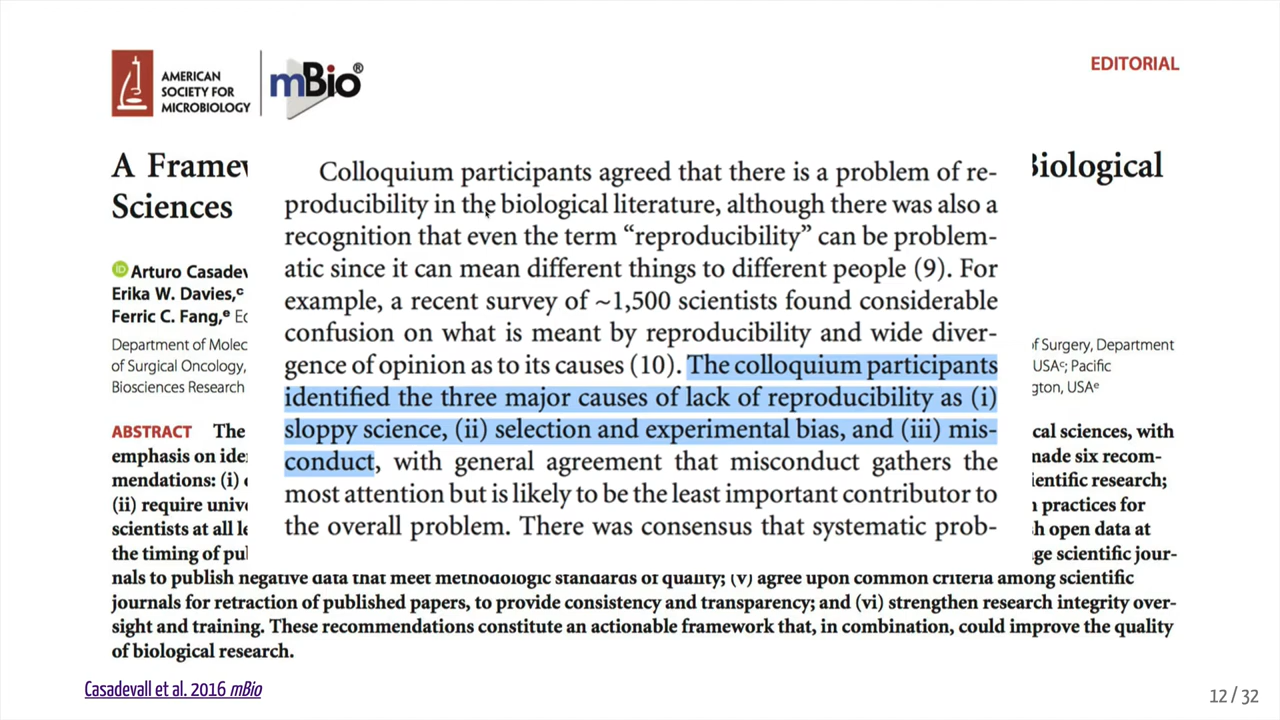 AMERICAN
SOCIETY FOR
MICROBIOLOGY
mBio®
EDITORIAL
A Framew Biological
Sciences
Colloquium participants agreed that there is a problem of re-
producibility in the biological literature, although there was also a
recognition that even the term “reproducibility” can be problem-
atic since it can mean different things to different people (9). For
example, a recent survey of ~1,500 scientists found considerable
confusion on what is meant by reproducibility and wide diver-
gence of opinion as to its causes (10). The colloquium participants
identified the three major causes of lack of reproducibility as (i)
sloppy science, (ii) selection and experimental bias, and (iii) mis-
conduct, with general agreement that misconduct gathers the
most attention but is likely to be the least important contributor to
the overall problem. There was consensus that systematic prob-
iD Arturo Casadev
Erika W. Davies,c
Ferric C. Fang,e Ed
Department of Molec of Surgery, Department
of Surgical Oncology, USAc; Pacific
Biosciences Research gton, USAe
ABSTRACT The cal sciences, with
emphasis on ide made six recom-
mendations: (i) ientific research;
(ii) require unive practices for
scientists at all le sh open data at
the timing of pu ge scientific jour-
nals to publish negative data that meet methodologic standards of quality; (v) agree upon common criteria among scientific
journals for retraction of published papers, to provide consistency and transparency; and (vi) strengthen research integrity over-
sight and training. These recommendations constitute an actionable framework that, in combination, could improve the quality
of biological research.
Casadevall et al. 2016 mBio
12 / 32